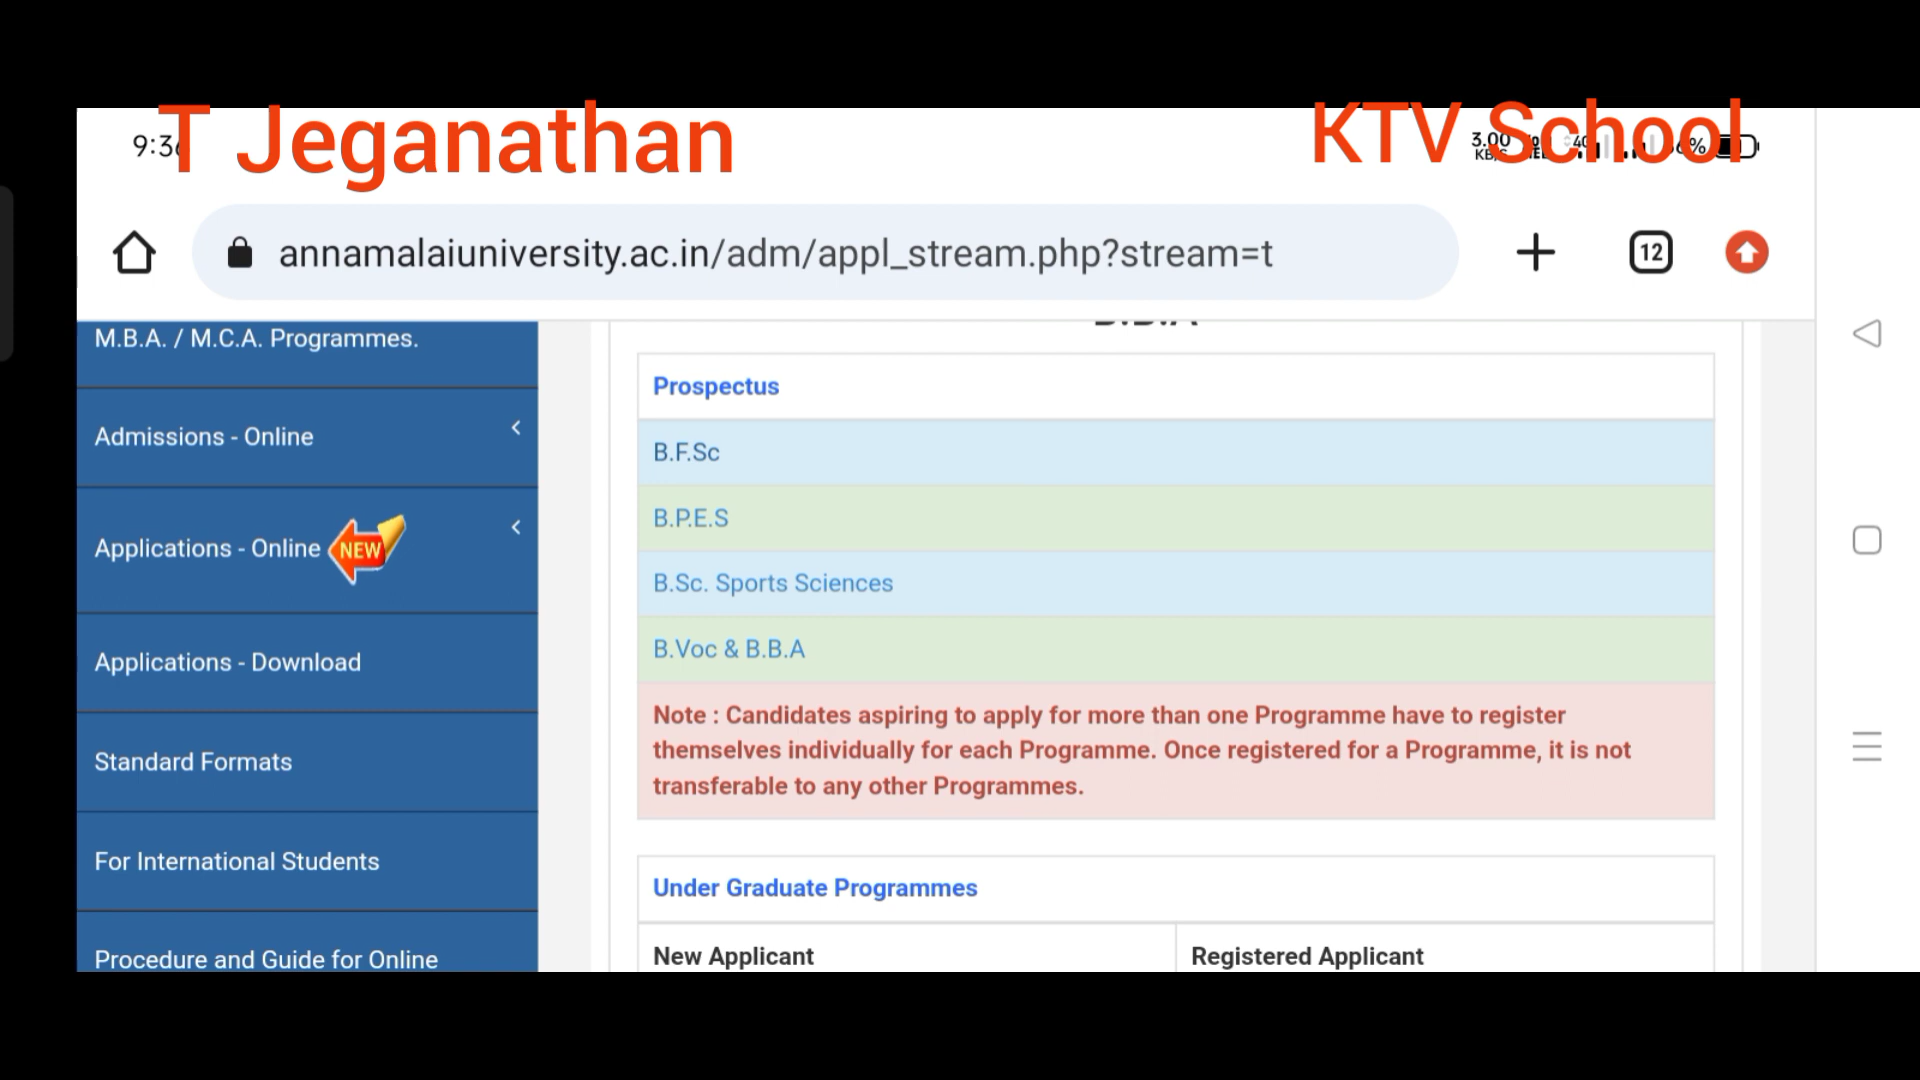 T Jeganathan
KTV School
9:36
3.00
KB/S
annamalaiuniversity.ac.in/adm/appl_stream.php?stream=t
12
M.B.A. / M.C.A. Programmes.
Admissions - Online
Applications - Online NEW
Applications - Download
Standard Formats
For International Students
Procedure and Guide for Online
Prospectus
B.F.Sc
B.P.E.S
B.Sc. Sports Sciences
B.Voc & B.B.A
Note : Candidates aspiring to apply for more than one Programme have to register
themselves individually for each Programme. Once registered for a Programme, it is not
transferable to any other Programmes.
Under Graduate Programmes
New Applicant
Registered Applicant